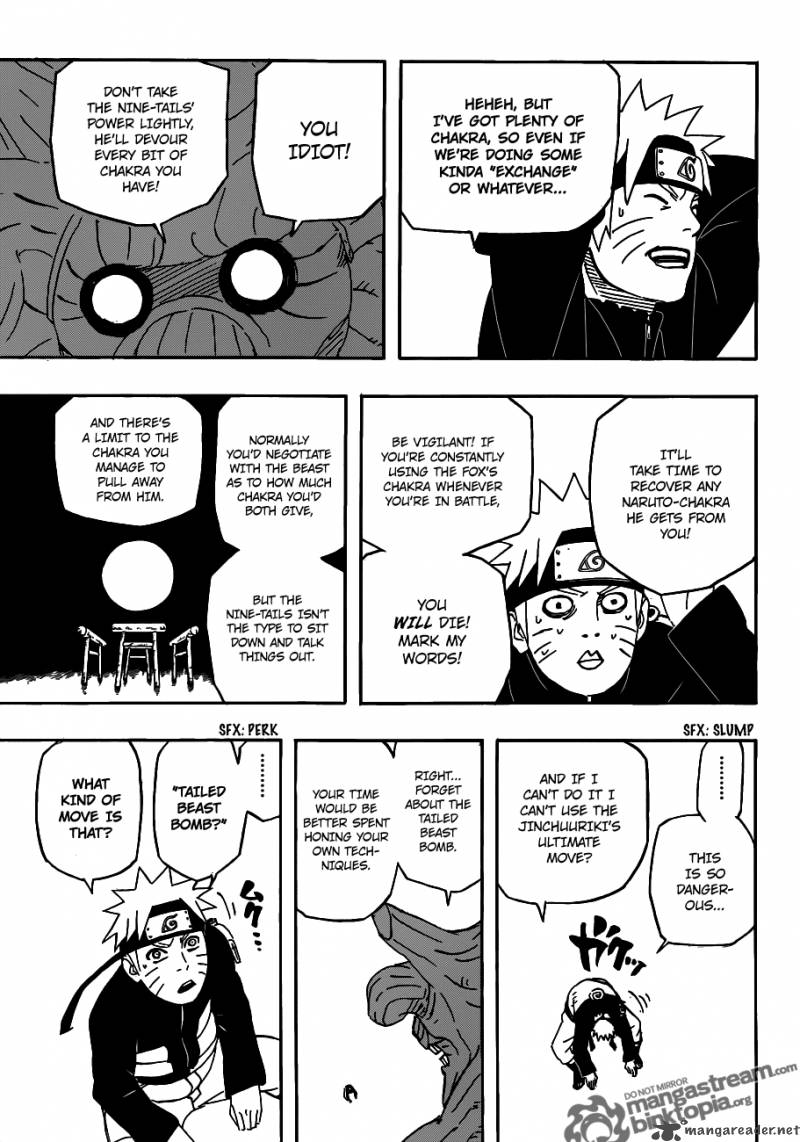 HEHEH, BUT
I'VE GOT PLENTY OF
CHAKRA, SO EVEN IF
WE'RE DOING SOME
KINDA "EXCHANGE"
OR WHATEVER...
YOU
IDIOT!
DON'T TAKE
THE NINE-TAILS'
POWER LIGHTLY,
HE'LL DEVOUR
EVERY BIT OF
CHAKRA YOU
HAVE!
IT'LL
TAKE TIME TO
RECOVER ANY
NARUTO-CHAKRA
HE GETS FROM
YOU!
BE VIGILANT! IF
YOU'RE CONSTANTLY
USING THE FOX'S
CHAKRA WHENEVER
YOU'RE IN BATTLE,
YOU
WILL DIE!
MARK MY
WORDS!
NORMALLY
YOU'D NEGOTIATE
WITH THE BEAST
AS TO HOW MUCH
CHAKRA YOU'D
BOTH GIVE,
BUT THE
NINE-TAILS ISN'T
THE TYPE TO SIT
DOWN AND TALK
THINGS OUT.
AND THERE'S
A LIMIT TO THE
CHAKRA YOU
MANAGE TO
PULL AWAY
FROM HIM.
SFX: SLUMP
.........
THIS IS
SO
DANGER-
OUS...
AND IF I
CAN'T DO IT I
CAN'T USE THE
JINCHUURIKI'S
ULTIMATE
MOVE?
ガクッ
RIGHT...
FORGET
ABOUT THE
TAILED
BEAST
BOMB.
YOUR TIME
WOULD BE
BETTER SPENT
HONING YOUR
OWN TECH-
NIQUES.
SFX: PERK
.........
"TAILED
BEAST
BOMB?"
WHAT
KIND OF
MOVE IS
THAT?
ムク...
DO NOT MIRROR
mangastream.com
binktopia.org
mangareader.net